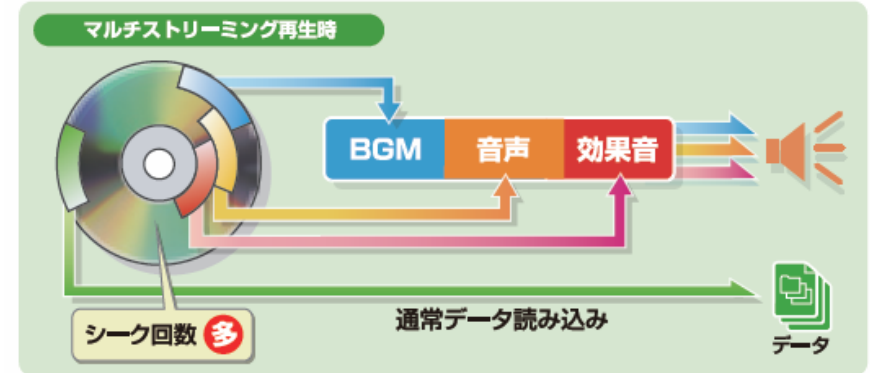 マルチストリーミング再生時
BGM 音声 効果音
シーク回数 多
通常データ読み込み
データ